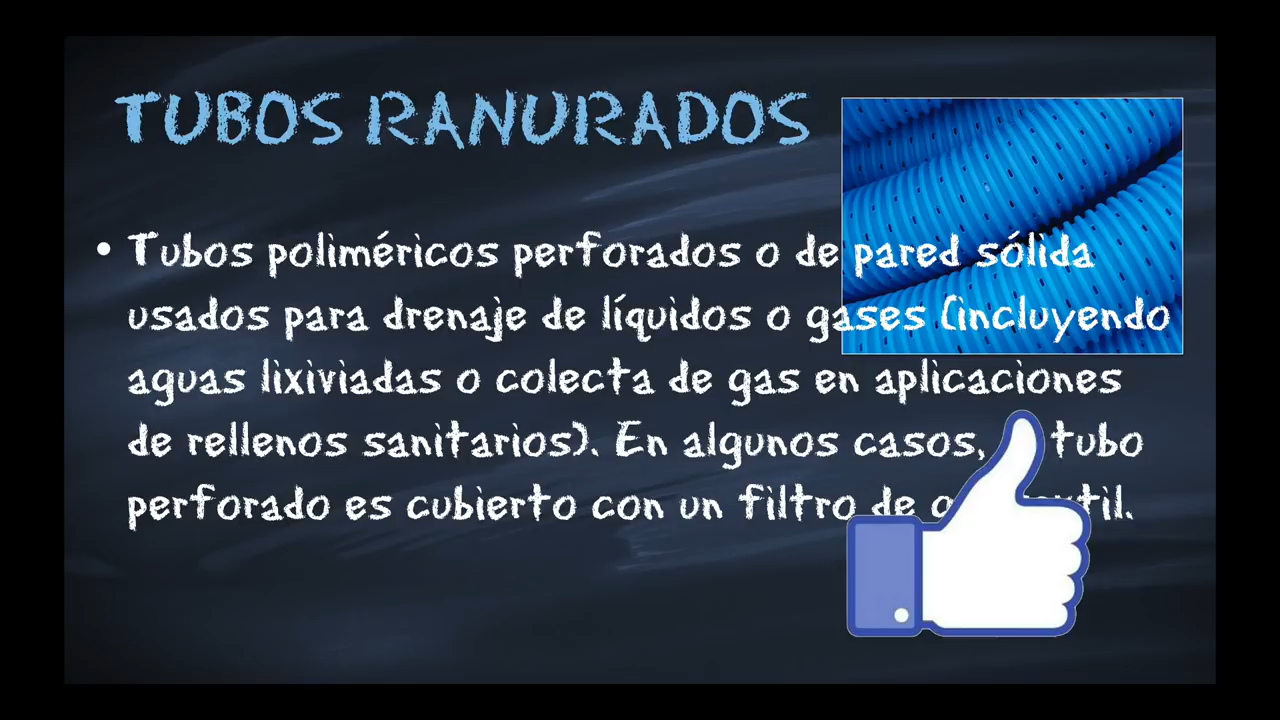 TUBOS RANURADOS
• Tubos poliméricos perforados o de pared sólida
usados para drenaje de líquidos o gases (incluyendo
aguas lixiviadas o colecta de gas en aplicaciones
de rellenos sanitarios). En algunos casos, tubo
perforado es cubierto con un filtro de